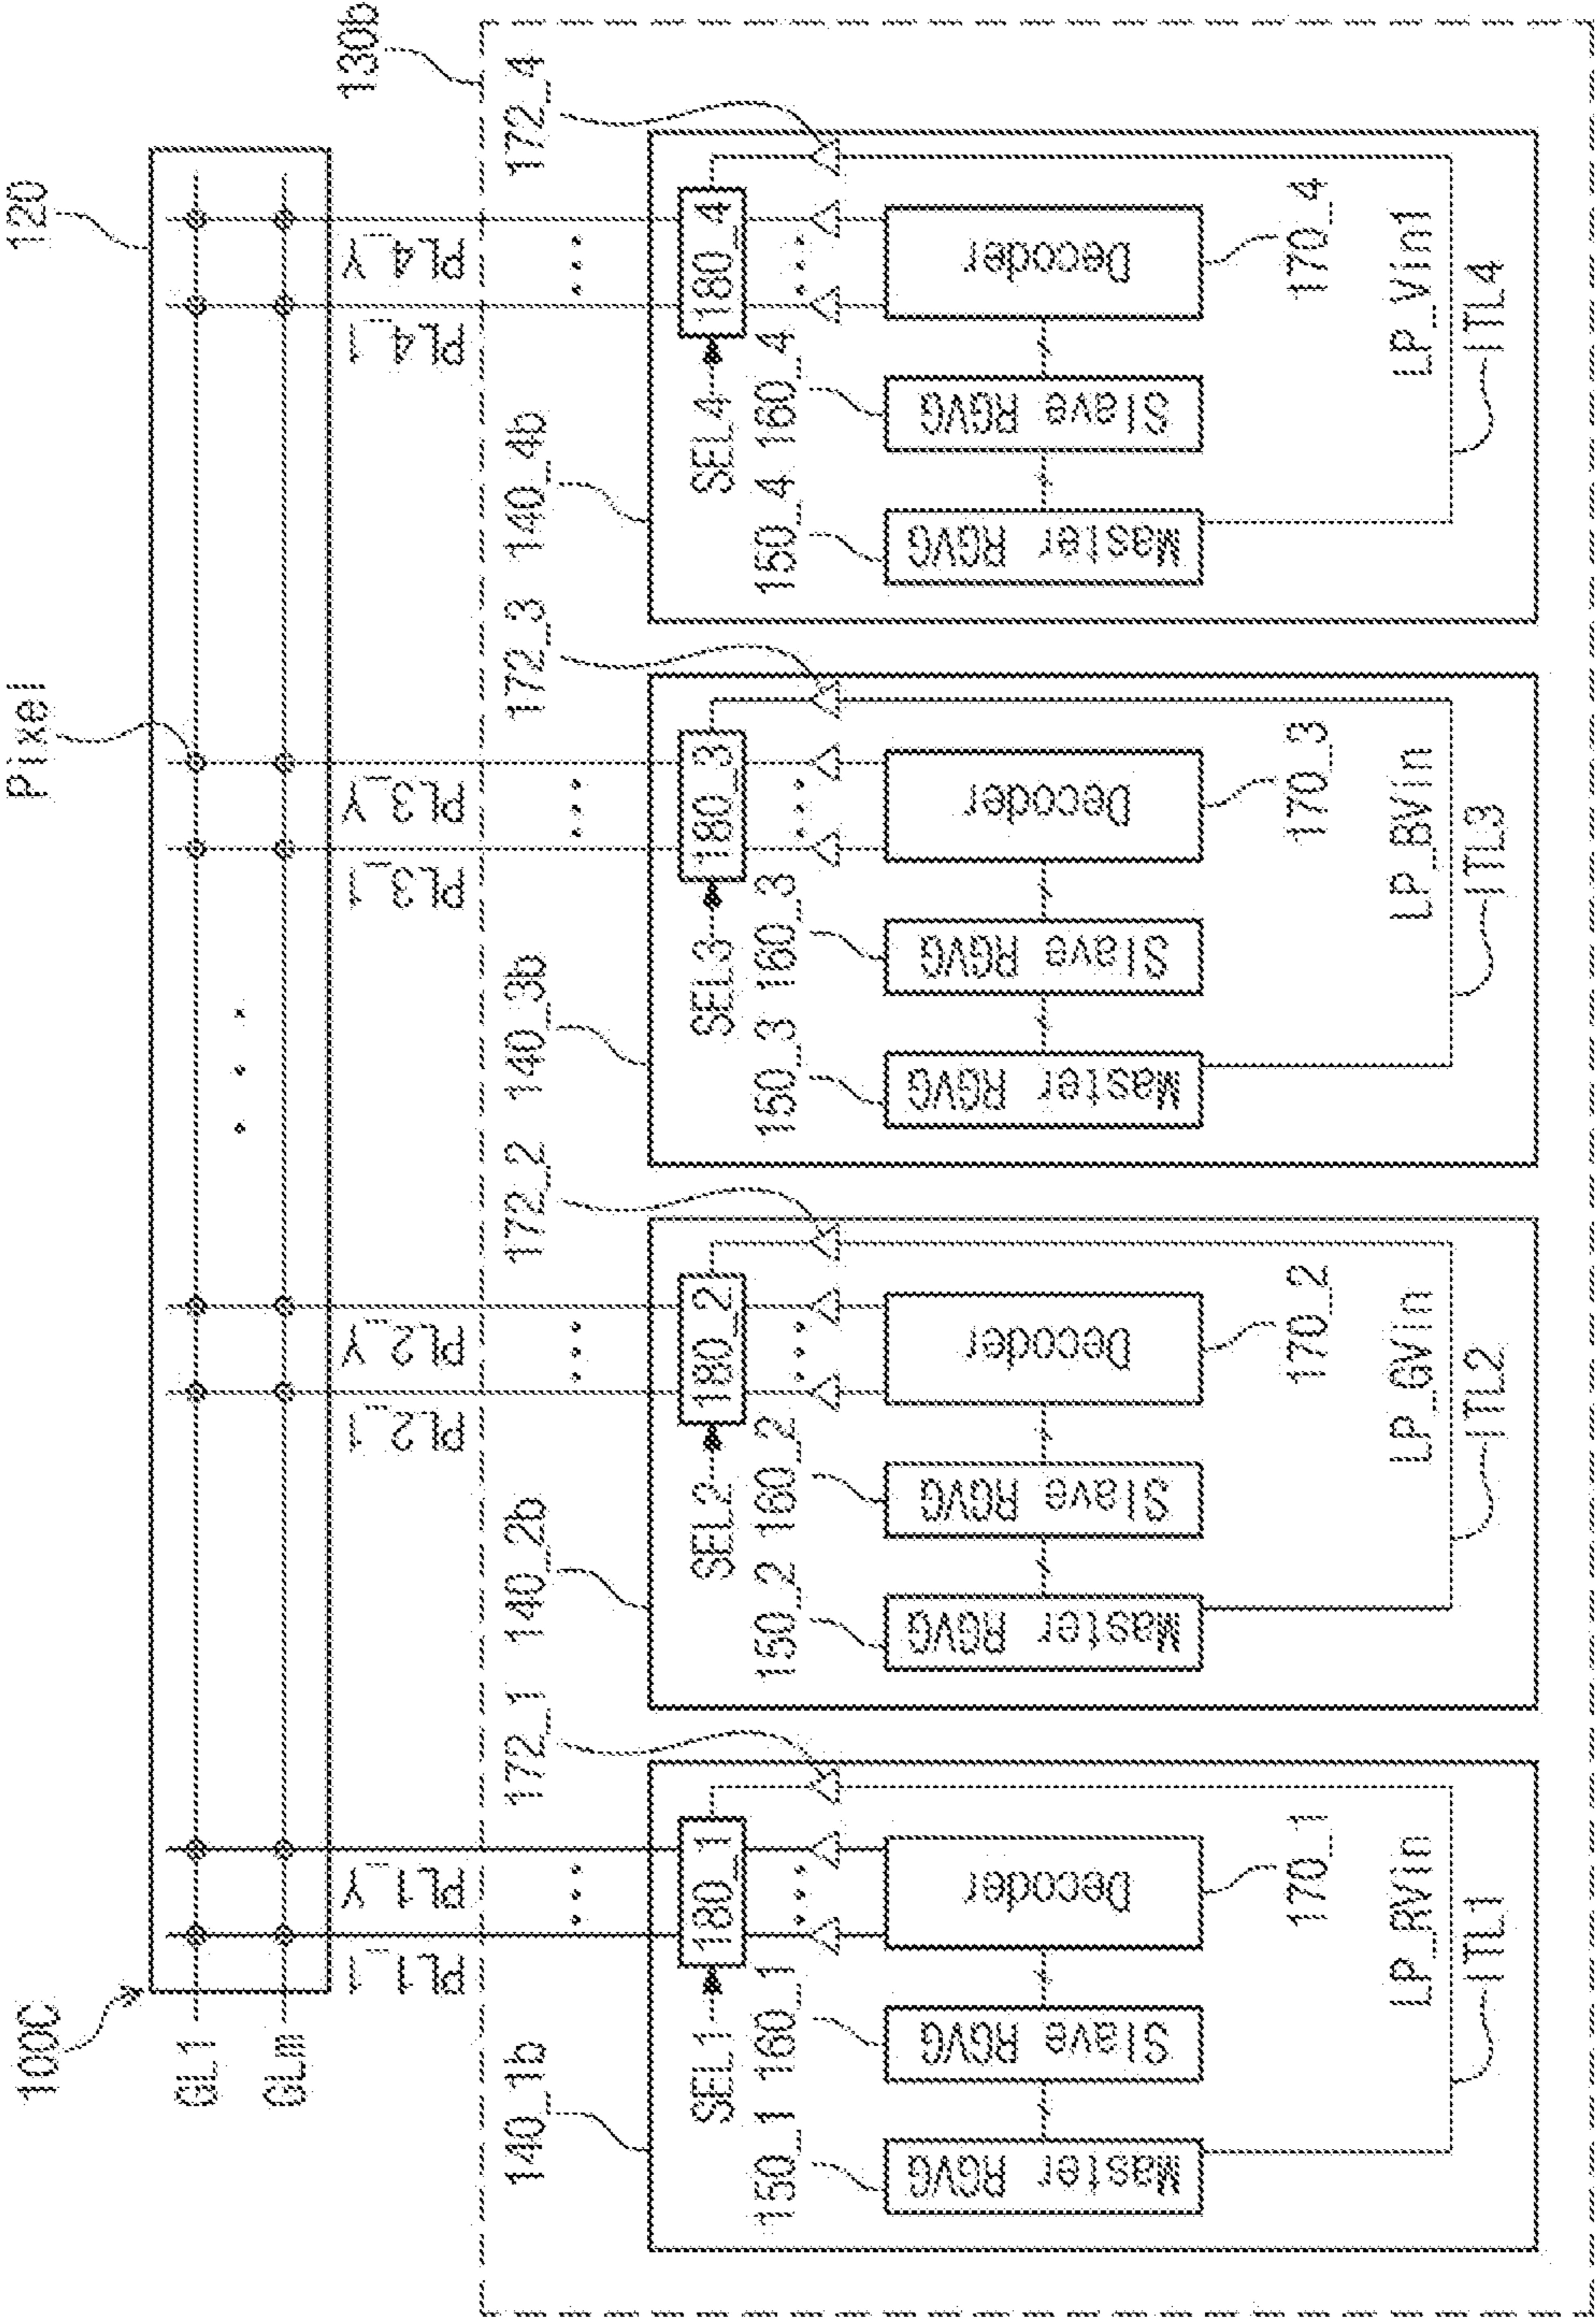 100C
120
Pixel
GL1
GLm
PL1_1
PL1_Y
PL2_1
PL2_Y
PL3_1
PL3_Y
PL4_1
PL4_Y
130b
140_1b
172_1
140_2b
172_2
140_3b
172_3
140_4b
172_4
SEL1
180_1
SEL2
180_2
SEL3
180_3
SEL4
180_4
150_1
160_1
150_2
160_2
150_3
160_3
150_4
160_4
Master RGVG
Slave RGVG
Decoder
Master RGVG
Slave RGVG
Decoder
Master RGVG
Slave RGVG
Decoder
Master RGVG
Slave RGVG
Decoder
170_1
170_2
170_3
170_4
LP_RVin
LP_GVin
LP_BVin
LP_Vin1
ITL1
ITL2
ITL3
ITL4